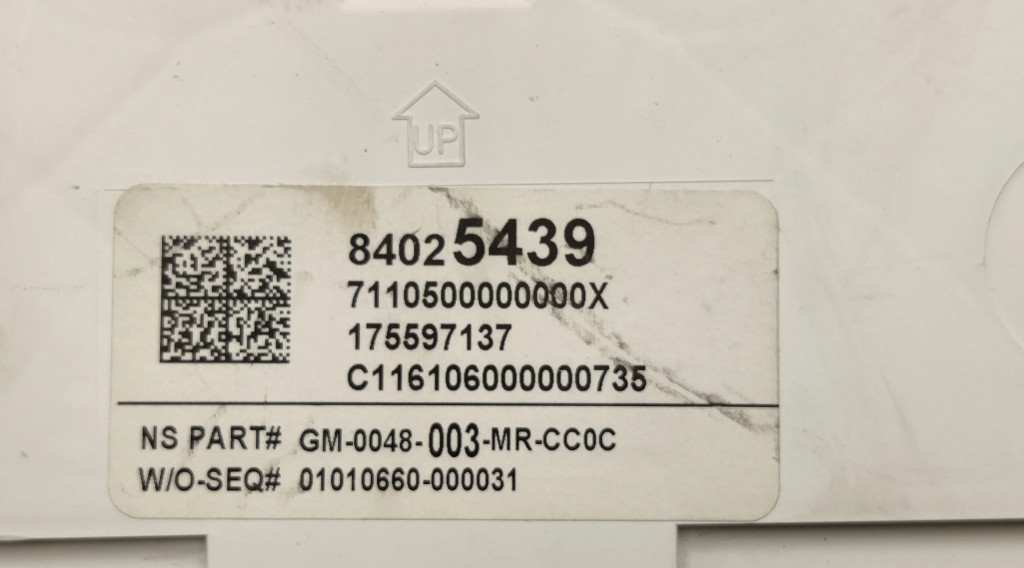 UP
84025439
7110500000000X
175597137
C116106000000735
NS PART# GM-0048-003-MR-CC0C
W/O-SEQ# 01010660-000031